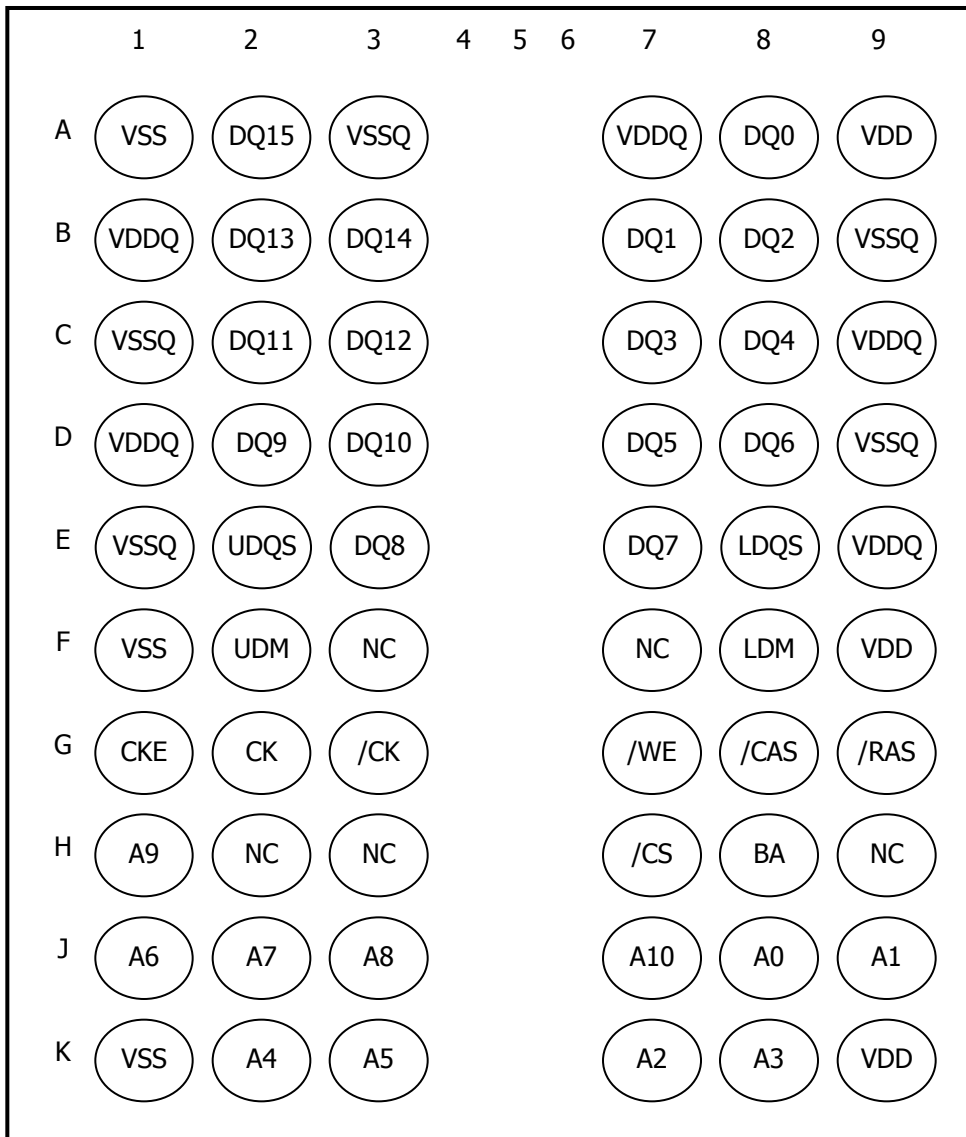 1 2 3 4 5 6 7 8 9
A VSS DQ15 VSSQ VDDQ DQ0 VDD
B VDDQ DQ13 DQ14 DQ1 DQ2 VSSQ
C VSSQ DQ11 DQ12 DQ3 DQ4 VDDQ
D VDDQ DQ9 DQ10 DQ5 DQ6 VSSQ
E VSSQ UDQS DQ8 DQ7 LDQS VDDQ
F VSS UDM NC NC LDM VDD
G CKE CK /CK /WE /CAS /RAS
H A9 NC NC /CS BA NC
J A6 A7 A8 A10 A0 A1
K VSS A4 A5 A2 A3 VDD